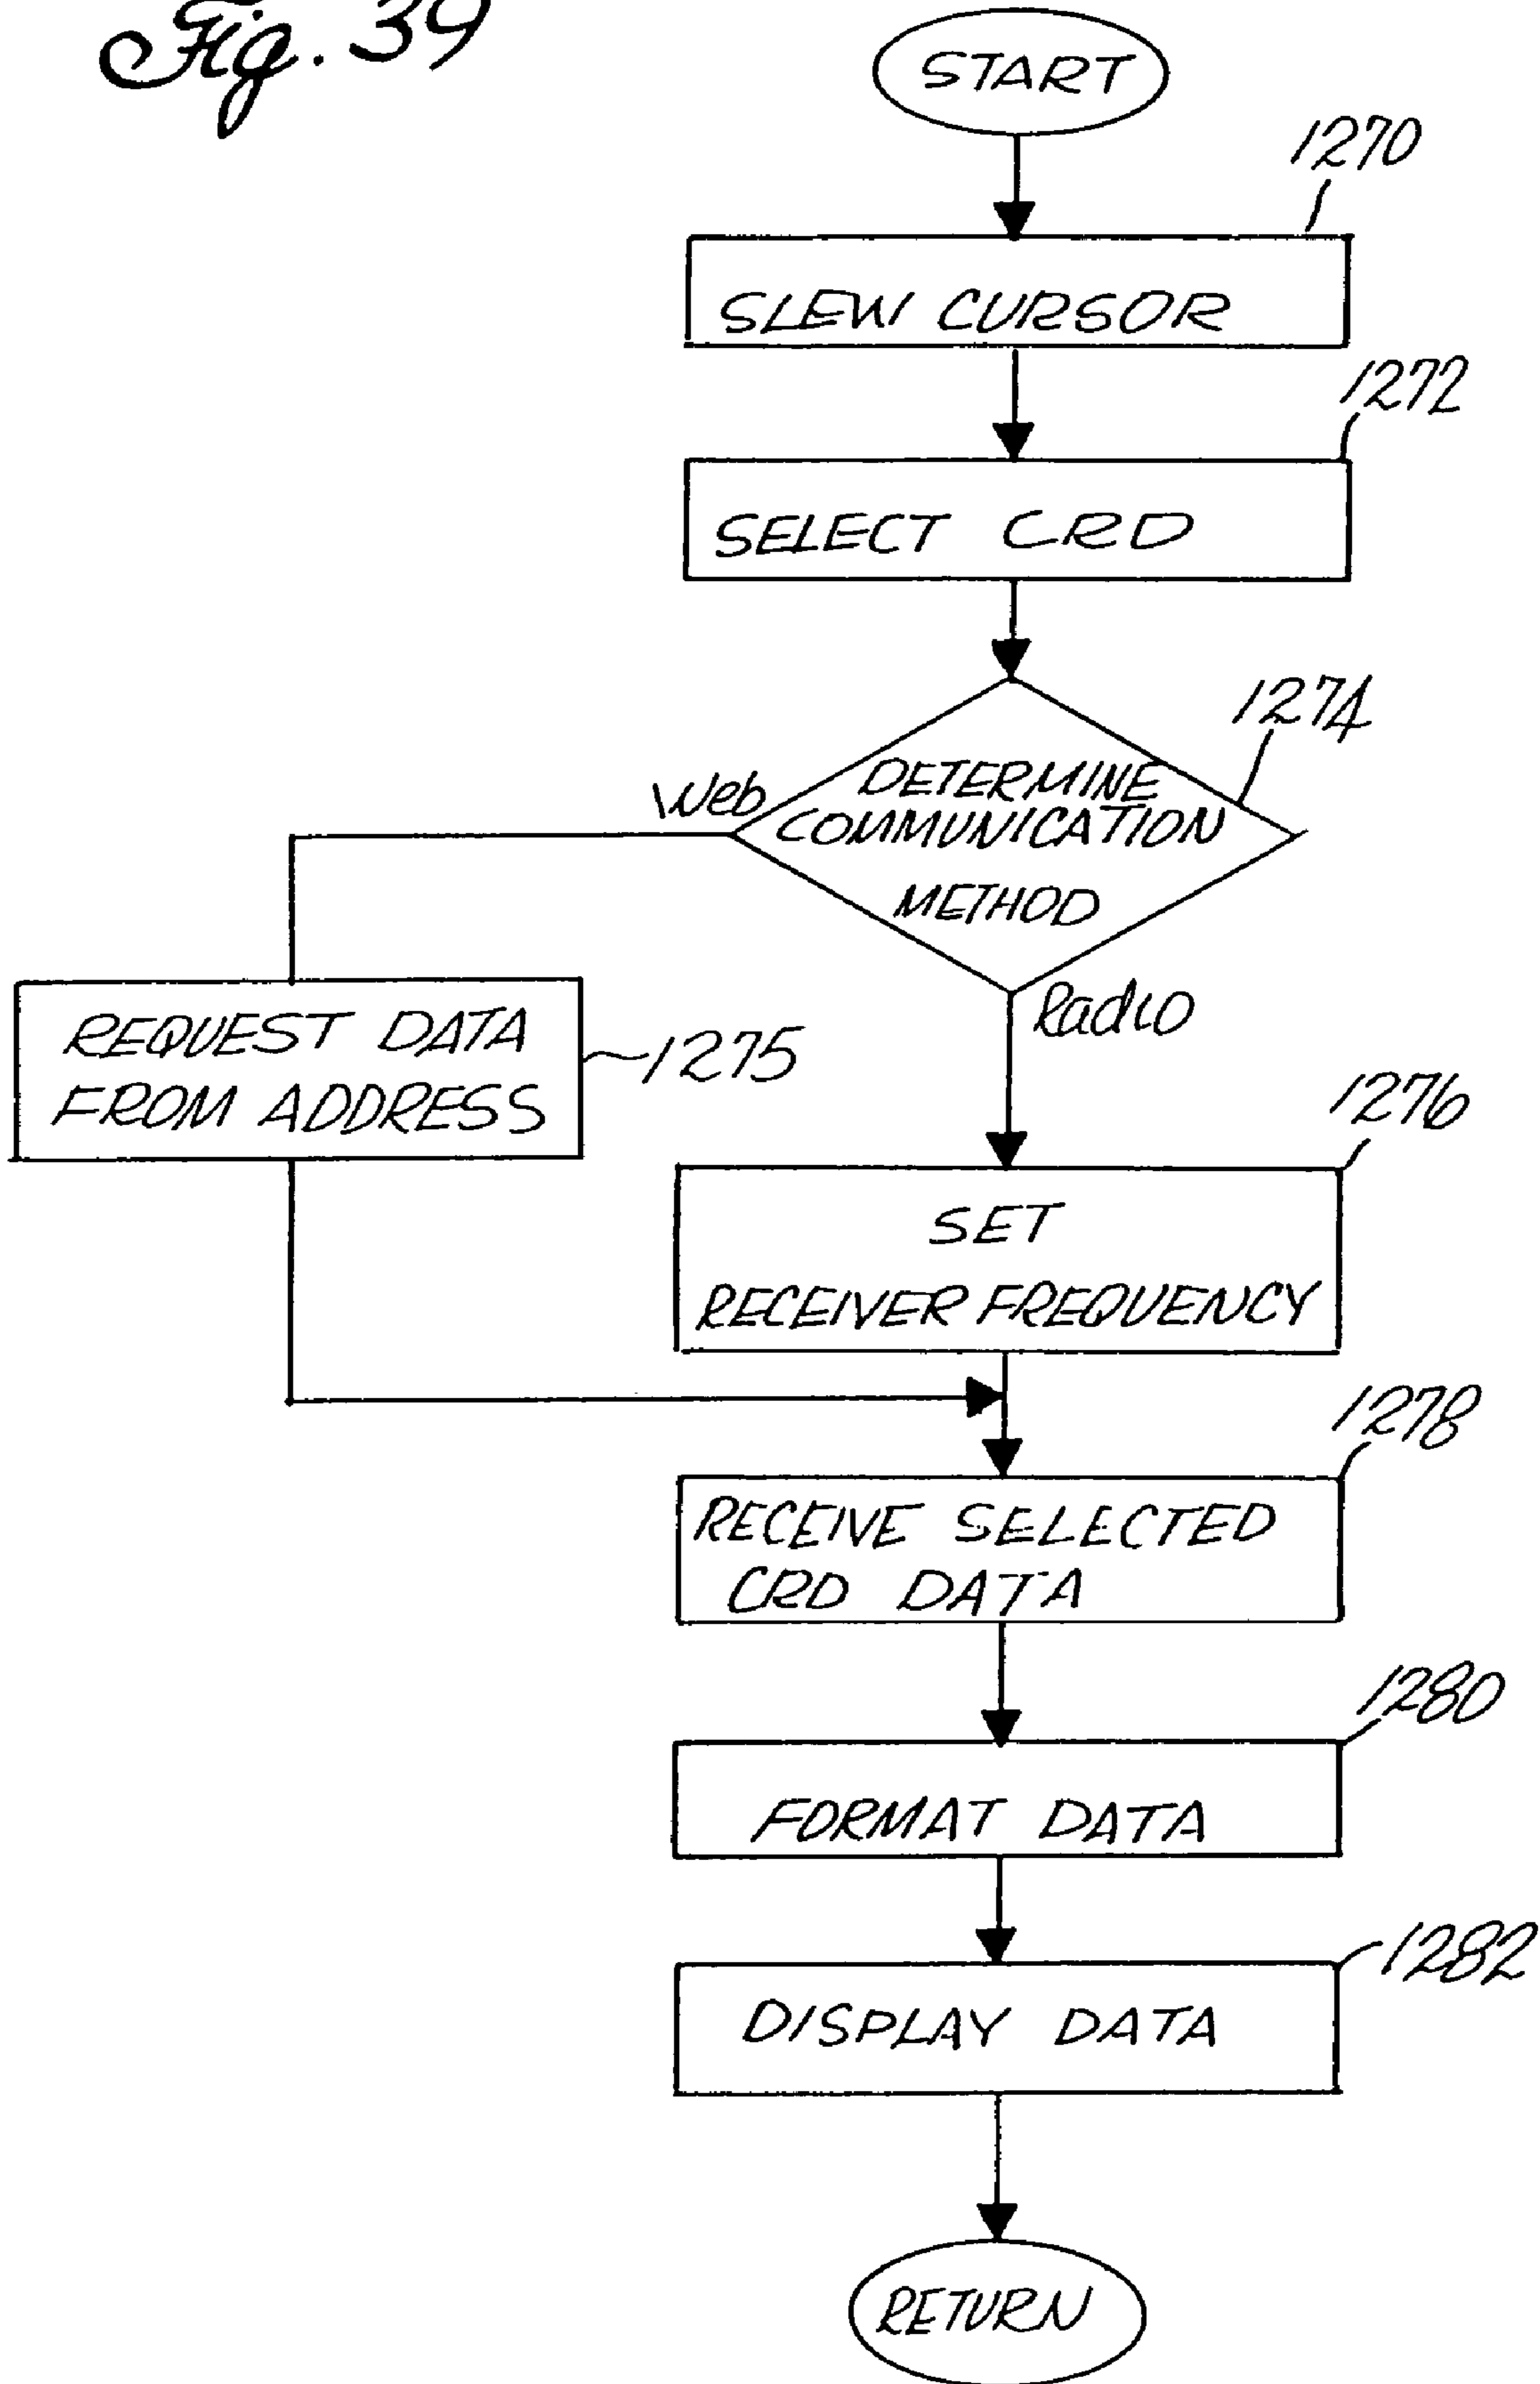 Fig. 39
START
1270
SLEW CURSOR
1272
SELECT CRD
1274
DETERMINE
Web
COMMUNICATION
METHOD
Radio
REQUEST DATA
FROM ADDRESS
1275
1276
SET
RECEIVER FREQUENCY
1278
RECEIVE SELECTED
CRD DATA
1280
FORMAT DATA
1282
DISPLAY DATA
RETURN